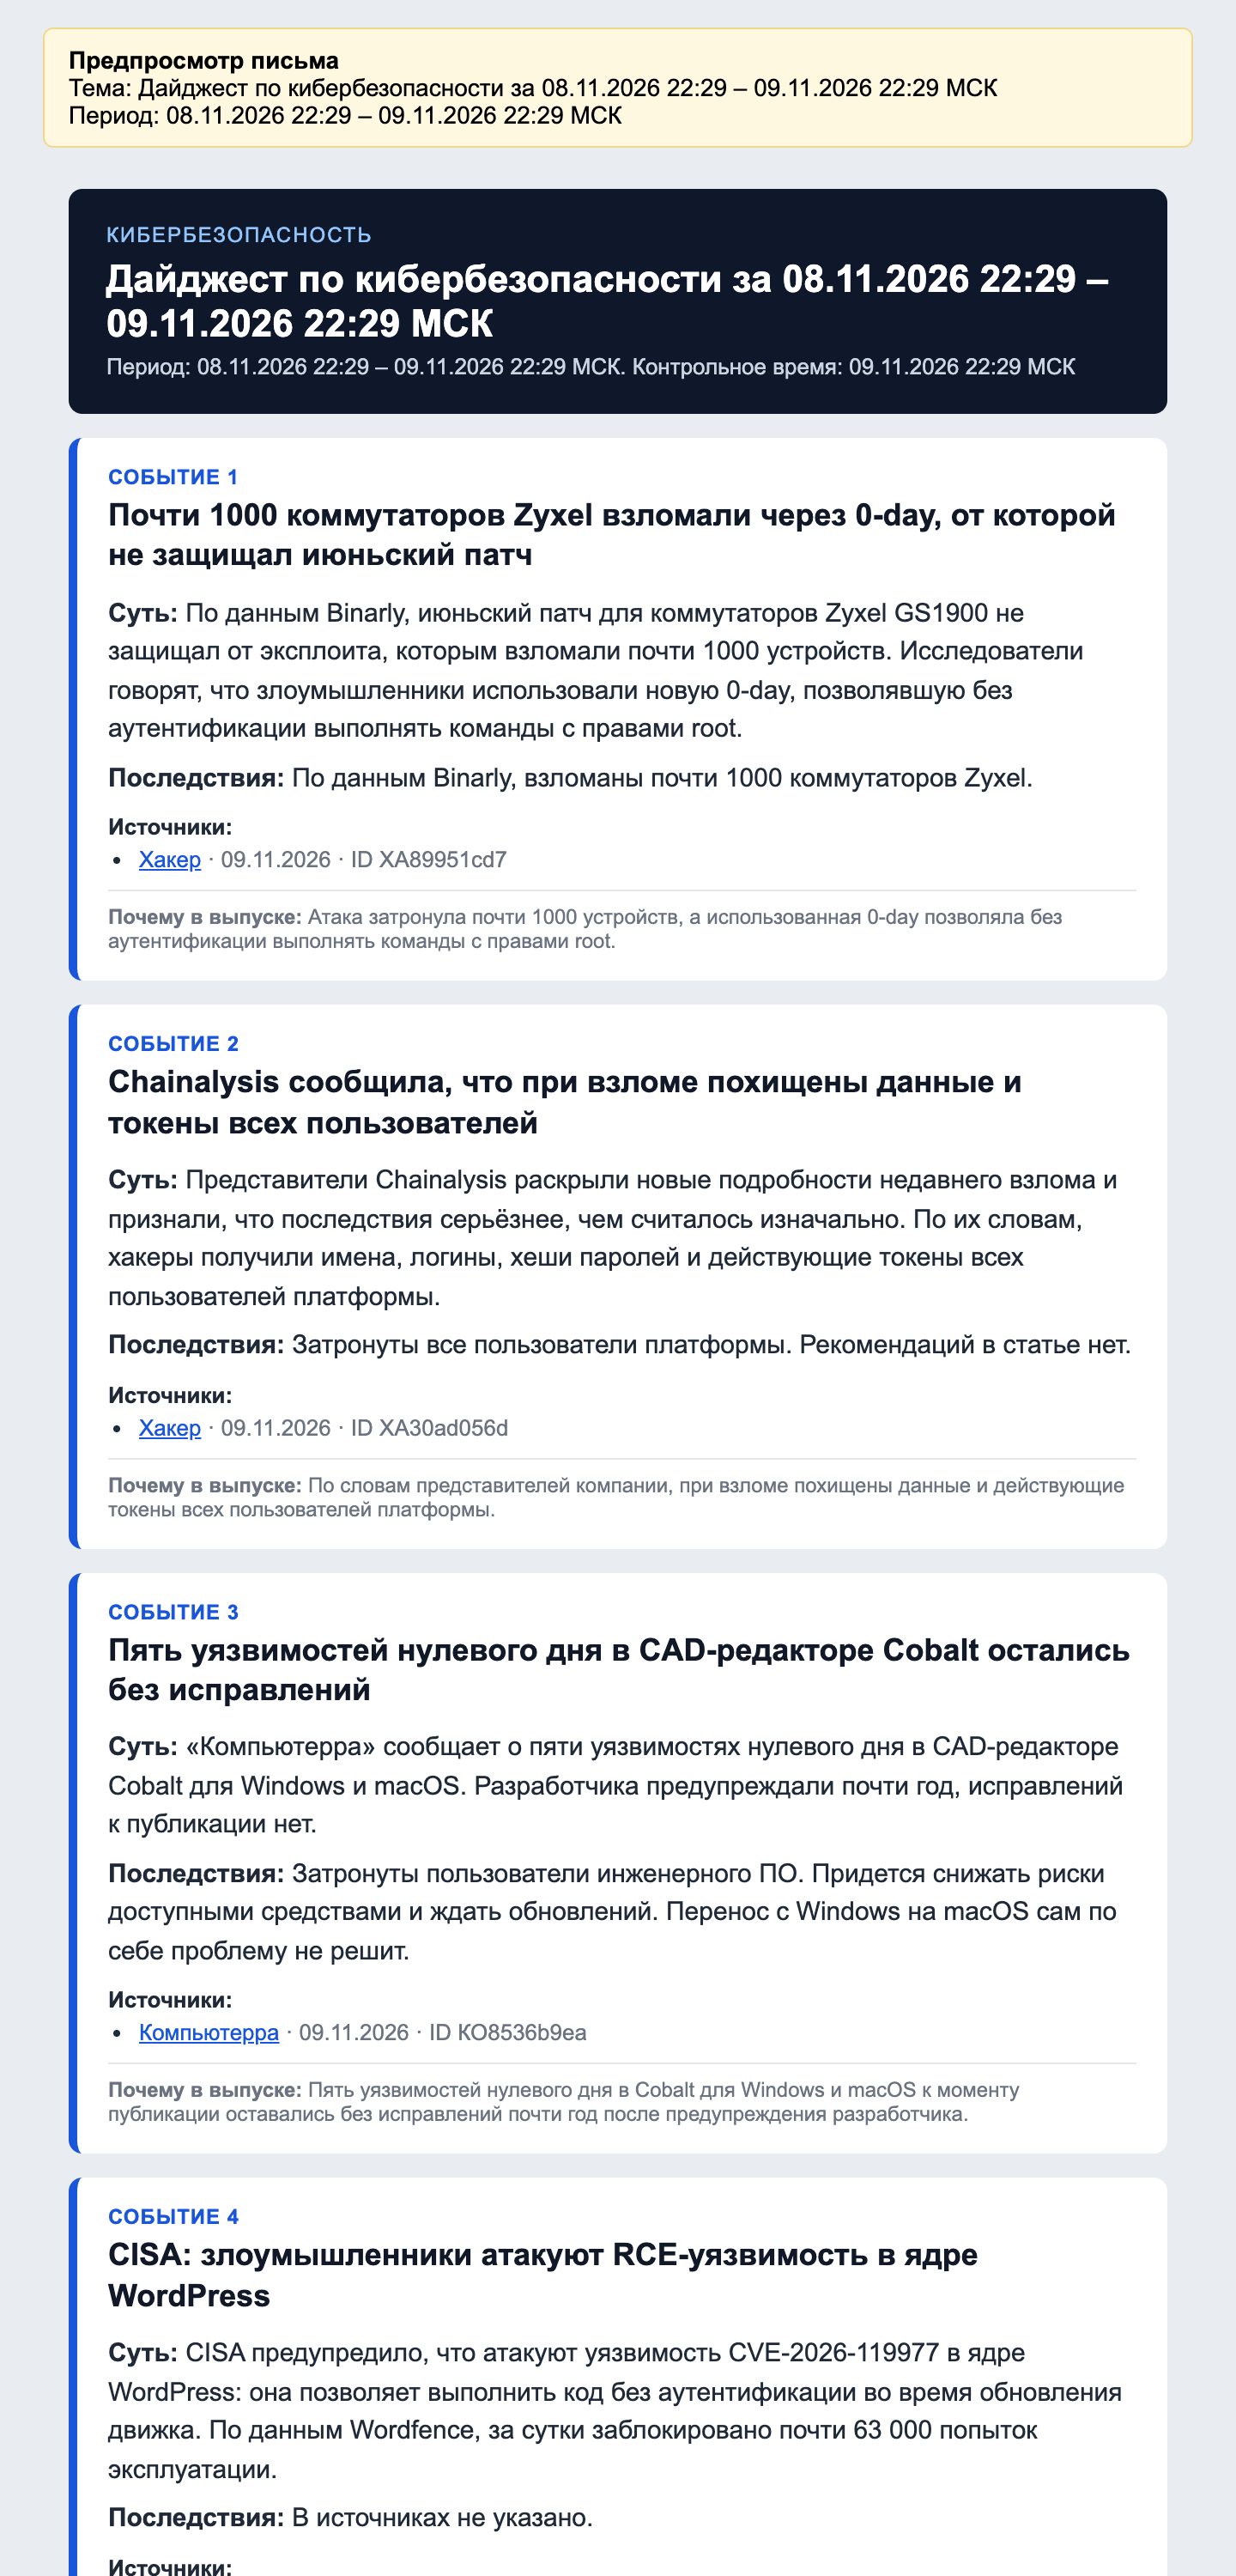 Предпросмотр письма
Тема: Дайджест по кибербезопасности за 08.11.2026 22:29 – 09.11.2026 22:29 МСК
Период: 08.11.2026 22:29 – 09.11.2026 22:29 МСК
КИБЕРБЕЗОПАСНОСТЬ
Дайджест по кибербезопасности за 08.11.2026 22:29 –
09.11.2026 22:29 МСК
Период: 08.11.2026 22:29 – 09.11.2026 22:29 МСК. Контрольное время: 09.11.2026 22:29 МСК
СОБЫТИЕ 1
Почти 1000 коммутаторов Zyxel взломали через 0-day, от которой
не защищал июньский патч
Суть: По данным Binarly, июньский патч для коммутаторов Zyxel GS1900 не
защищал от эксплоита, которым взломали почти 1000 устройств. Исследователи
говорят, что злоумышленники использовали новую 0-day, позволявшую без
аутентификации выполнять команды с правами root.
Последствия: По данным Binarly, взломаны почти 1000 коммутаторов Zyxel.
Источники:
• Хакер · 09.11.2026 · ID XA89951cd7
Почему в выпуске: Атака затронула почти 1000 устройств, а использованная 0-day позволяла без
аутентификации выполнять команды с правами root.
СОБЫТИЕ 2
Chainalysis сообщила, что при взломе похищены данные и
токены всех пользователей
Суть: Представители Chainalysis раскрыли новые подробности недавнего взлома и
признали, что последствия серьёзнее, чем считалось изначально. По их словам,
хакеры получили имена, логины, хеши паролей и действующие токены всех
пользователей платформы.
Последствия: Затронуты все пользователи платформы. Рекомендаций в статье нет.
Источники:
• Хакер · 09.11.2026 · ID XA30ad056d
Почему в выпуске: По словам представителей компании, при взломе похищены данные и действующие
токены всех пользователей платформы.
СОБЫТИЕ 3
Пять уязвимостей нулевого дня в CAD-редакторе Cobalt остались
без исправлений
Суть: «Компьютерра» сообщает о пяти уязвимостях нулевого дня в CAD-редакторе
Cobalt для Windows и macOS. Разработчика предупреждали почти год, исправлений
к публикации нет.
Последствия: Затронуты пользователи инженерного ПО. Придется снижать риски
доступными средствами и ждать обновлений. Перенос с Windows на macOS сам по
себе проблему не решит.
Источники:
• Компьютерра · 09.11.2026 · ID KO8536b9ea
Почему в выпуске: Пять уязвимостей нулевого дня в Cobalt для Windows и macOS к моменту
публикации оставались без исправлений почти год после предупреждения разработчика.
СОБЫТИЕ 4
CISA: злоумышленники атакуют RCE-уязвимость в ядре
WordPress
Суть: CISA предупредило, что атакуют уязвимость CVE-2026-119977 в ядре
WordPress: она позволяет выполнить код без аутентификации во время обновления
движка. По данным Wordfence, за сутки заблокировано почти 63 000 попыток
эксплуатации.
Последствия: В источниках не указано.
Источники: